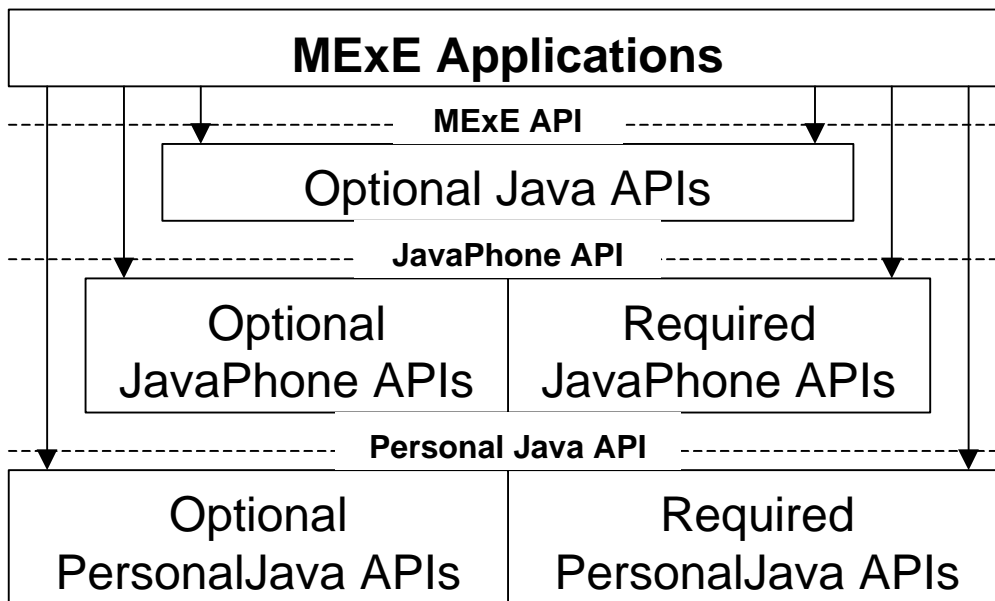 MExE Applications
MExE API
Optional Java APIs
JavaPhone API
Optional
JavaPhone APIs
Required
JavaPhone APIs
Personal Java API
Optional
PersonalJava APIs
Required
PersonalJava APIs